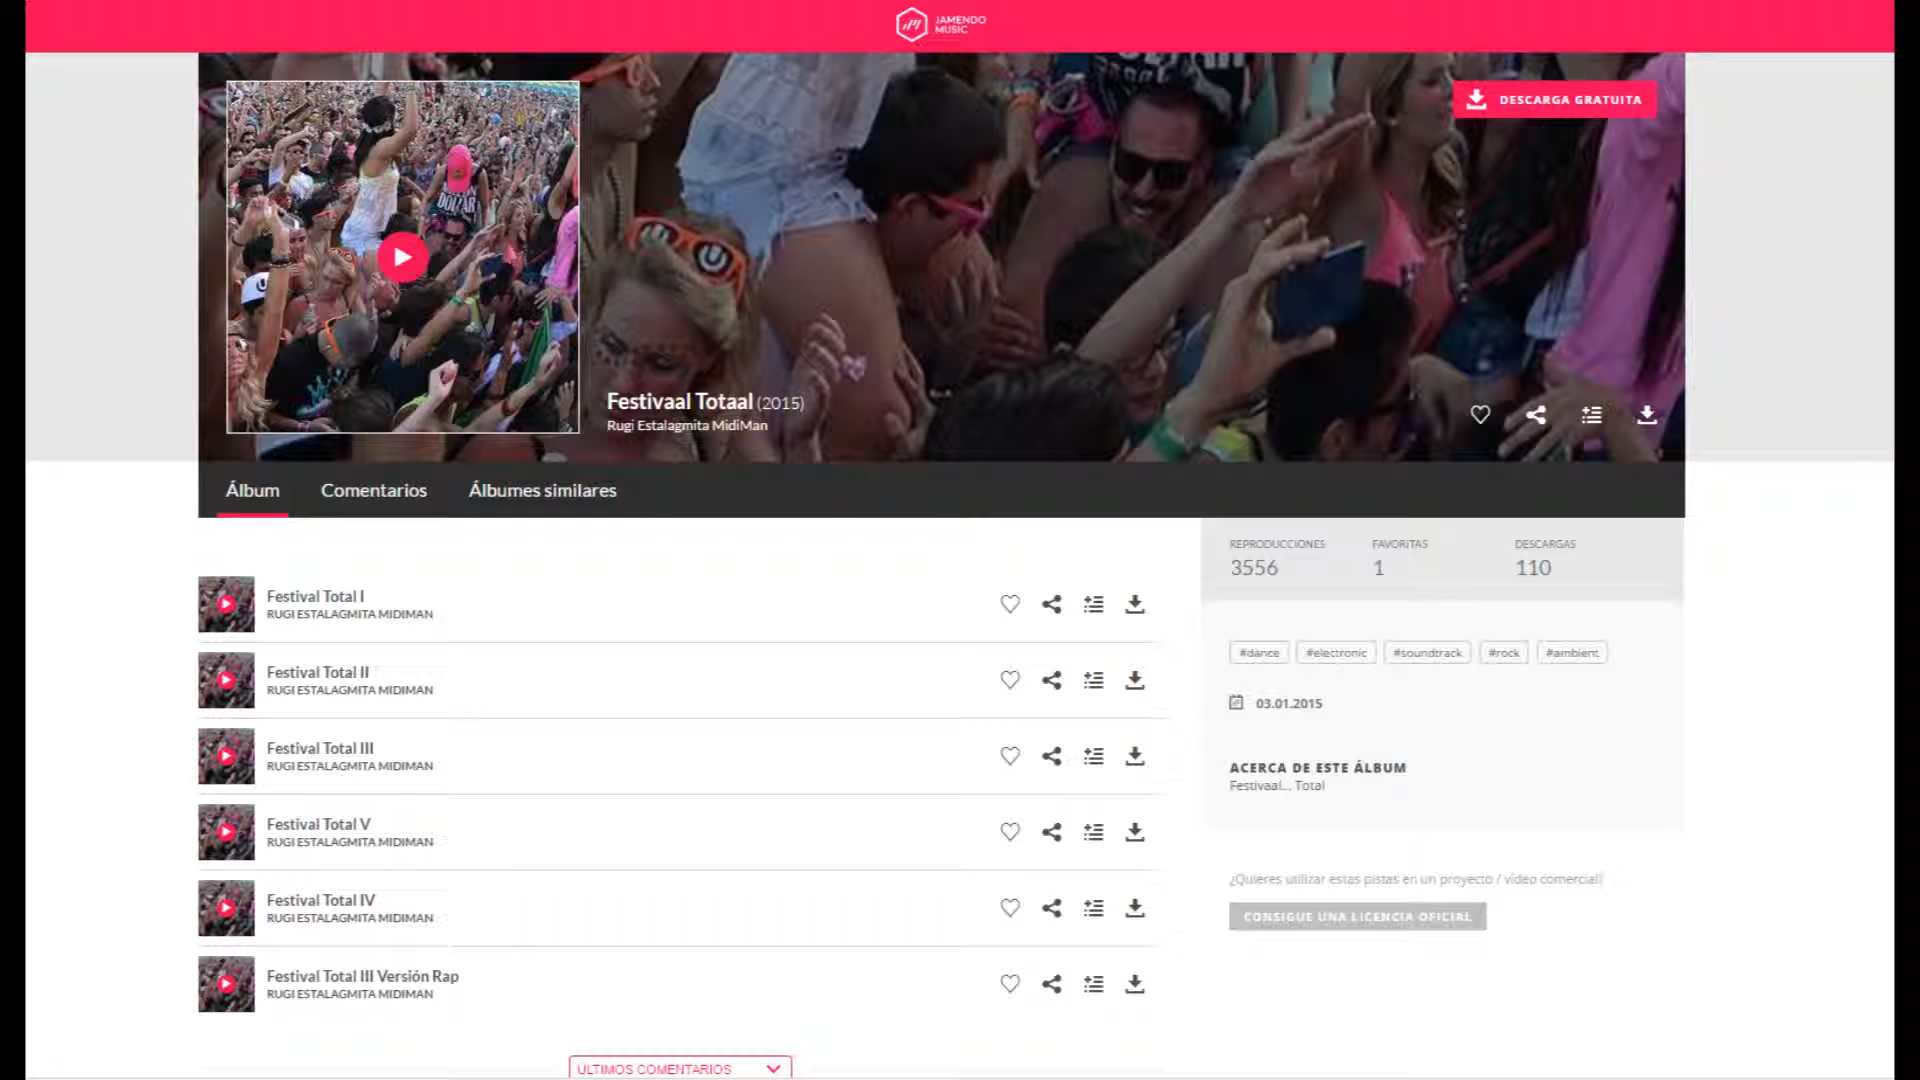 JAMENDO
MUSIC
DESCARGA GRATUITA
DOLLAR
Festivaal Totaal (2015)
Rugi Estalagmita MidiMan
Álbum
Comentarios
Álbumes similares
REPRODUCCIONES
FAVORITAS
DESCARGAS
3556
1
110
Festival Total I
RUGI ESTALAGMITA MIDIMAN
Festival Total II
RUGI ESTALAGMITA MIDIMAN
Festival Total III
RUGI ESTALAGMITA MIDIMAN
Festival Total V
RUGI ESTALAGMITA MIDIMAN
Festival Total IV
RUGI ESTALAGMITA MIDIMAN
Festival Total III Versión Rap
RUGI ESTALAGMITA MIDIMAN
#dance
#electronic
#soundtrack
#rock
#ambient
03.01.2015
ACERCA DE ESTE ÁLBUM
Festivaal... Total
¿Quieres utilizar estas pistas en un proyecto / vídeo comercial?
CONSIGUE UNA LICENCIA OFICIAL
ÚLTIMOS COMENTARIOS